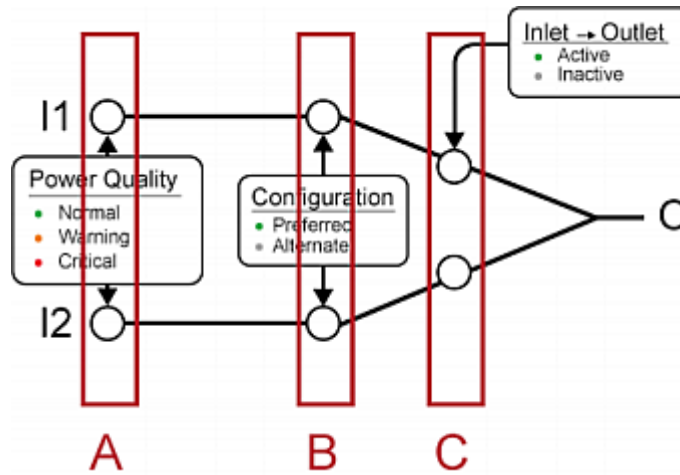 Inlet → Outlet
Active
Inactive
I1
Power Quality
Normal
Warning
Critical
Configuration
Preferred
Alternate
O
I2
A
B
C